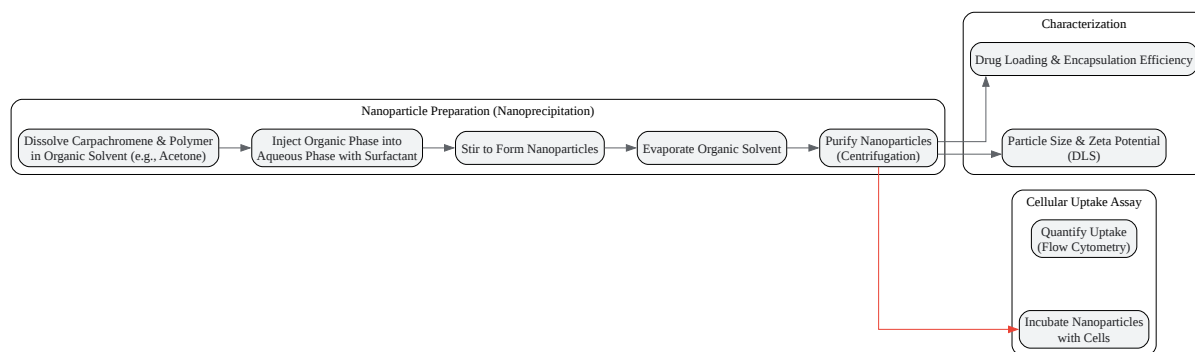 Characterization
Drug Loading & Encapsulation Efficiency
Nanoparticle Preparation (Nanoprecipitation)
Dissolve Carpachromene & Polymer
in Organic Solvent (e.g., Acetone)
Inject Organic Phase into
Aqueous Phase with Surfactant
Stir to Form Nanoparticles
Evaporate Organic Solvent
Purify Nanoparticles
(Centrifugation)
Particle Size & Zeta Potential
(DLS)
Cellular Uptake Assay
Quantify Uptake
(Flow Cytometry)
Incubate Nanoparticles
with Cells